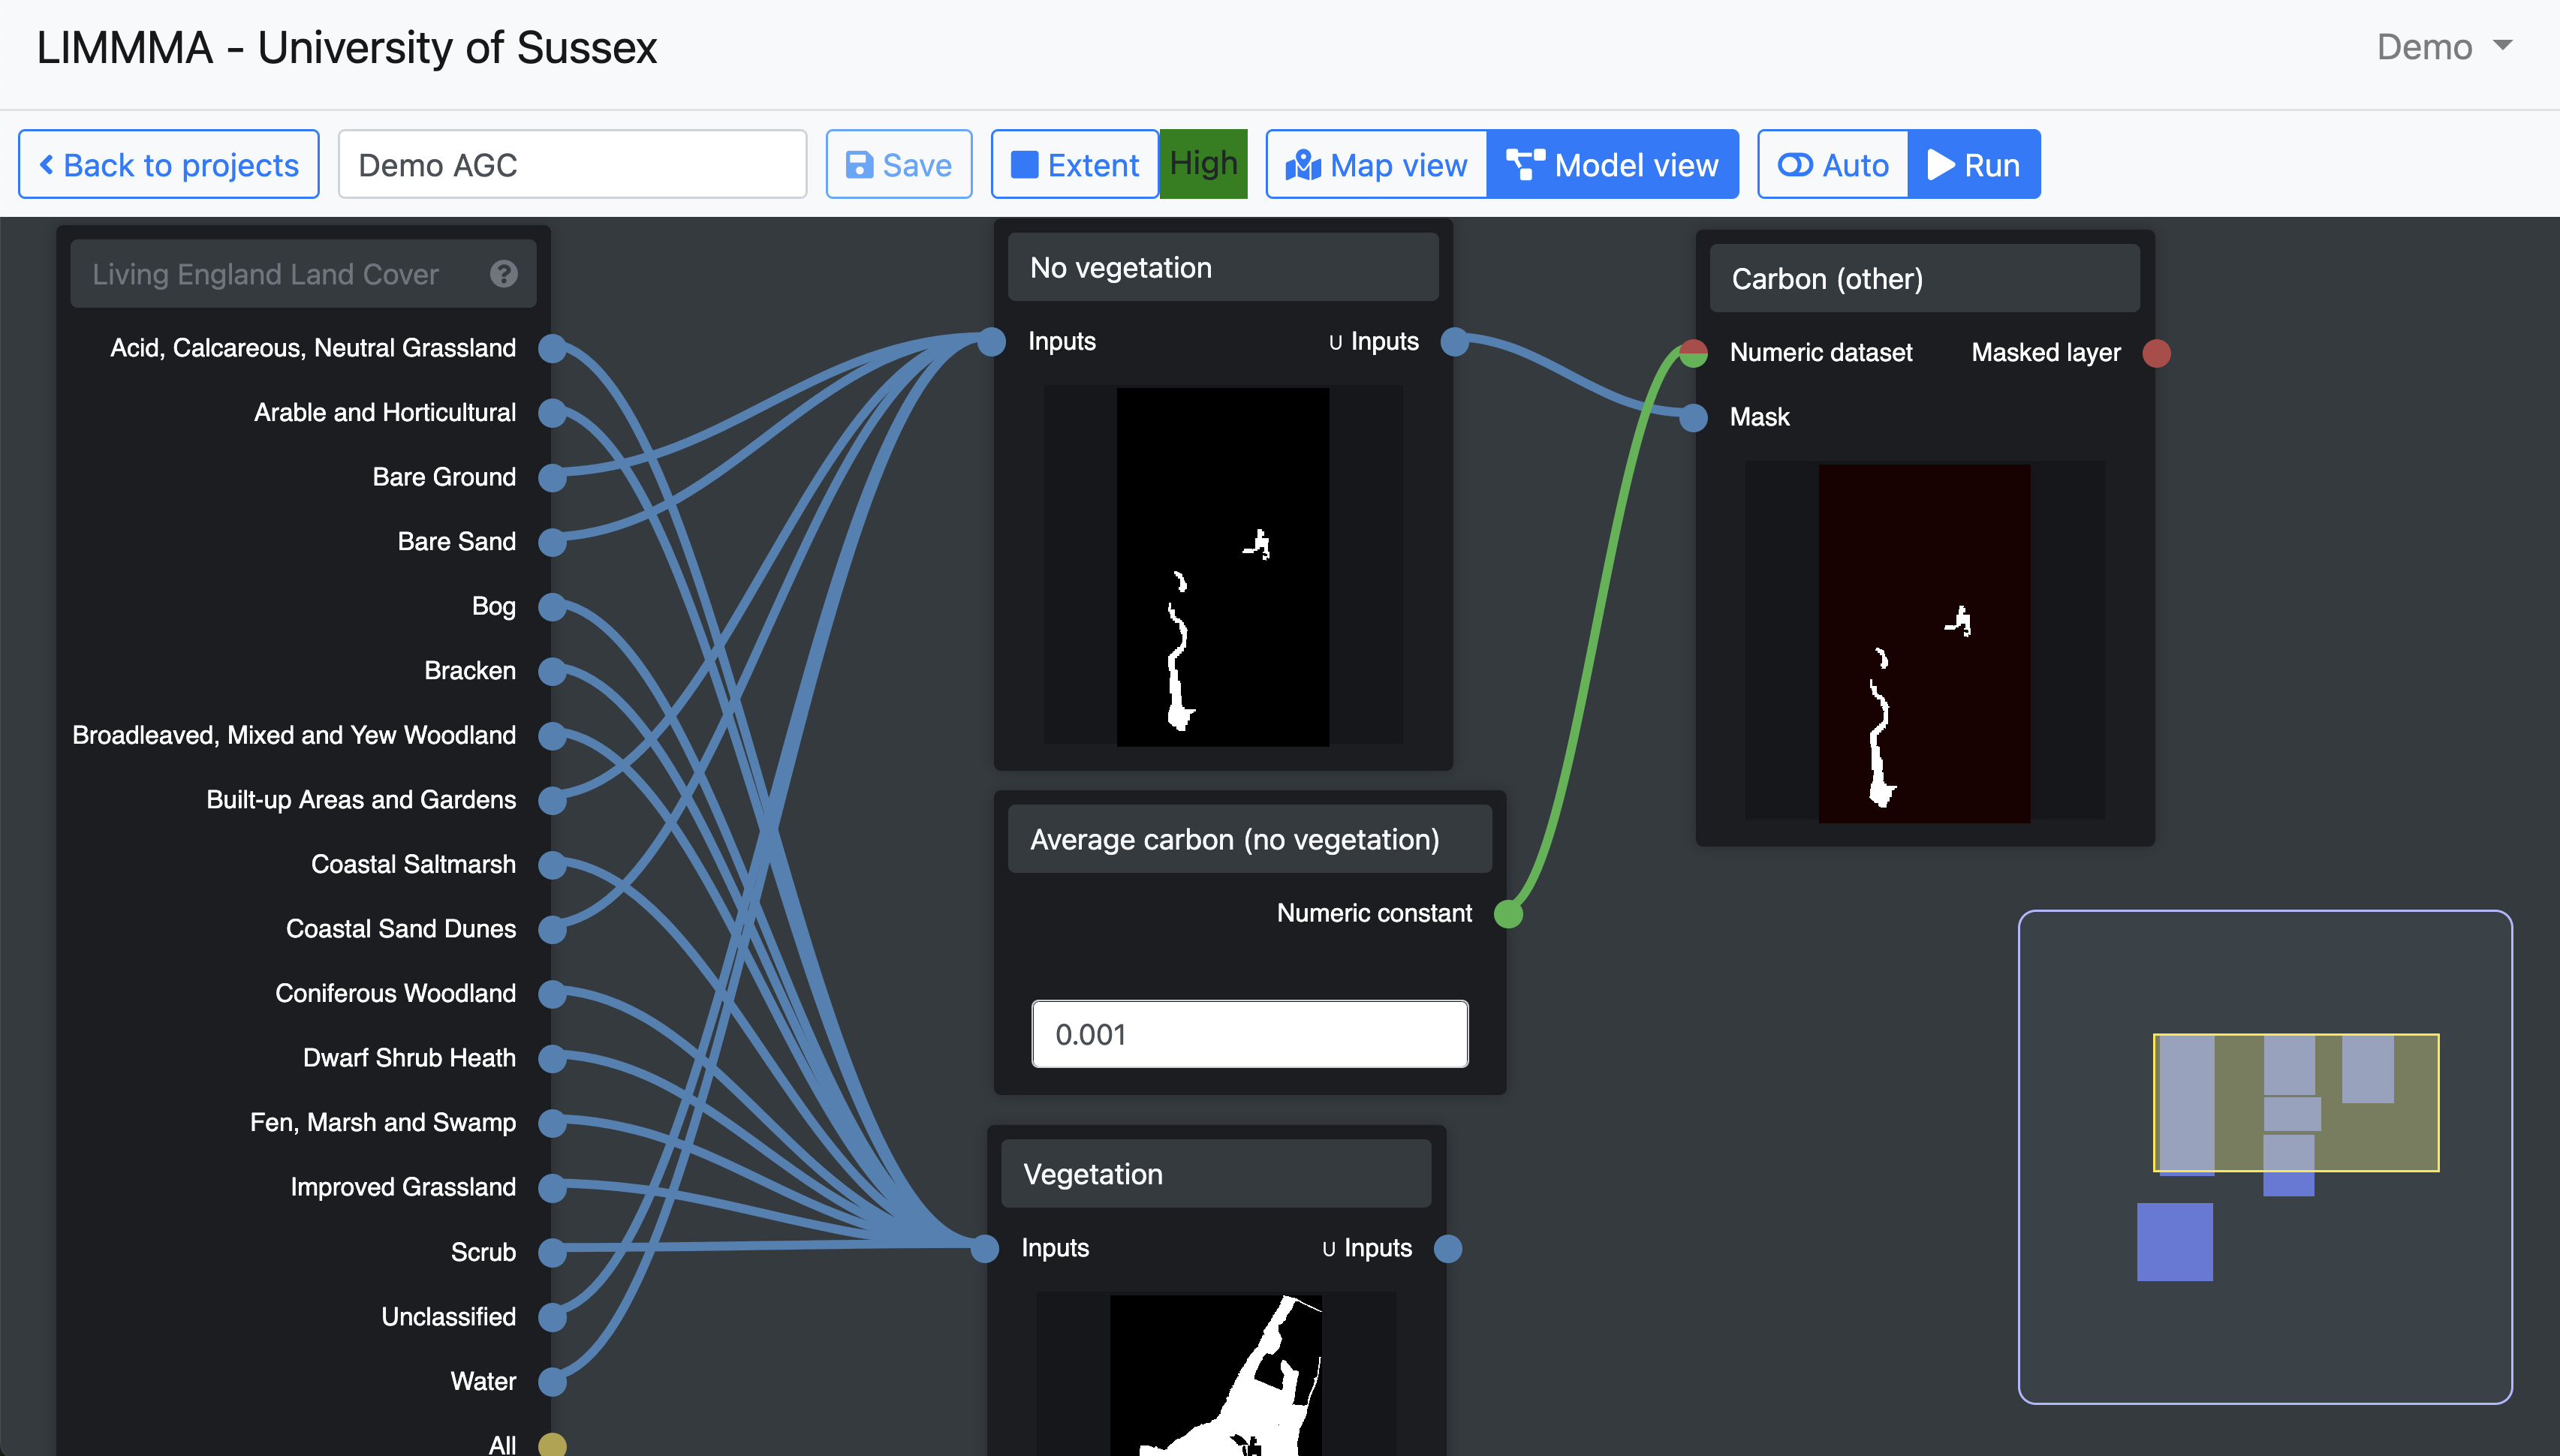 LIMMMA - University of Sussex
Demo
Back to projects
Demo AGC
Save
Extent
High
Map view
Model view
Auto
Run
Living England Land Cover
Acid, Calcareous, Neutral Grassland
Arable and Horticultural
Bare Ground
Bare Sand
Bog
Bracken
Broadleaved, Mixed and Yew Woodland
Built-up Areas and Gardens
Coastal Saltmarsh
Coastal Sand Dunes
Coniferous Woodland
Dwarf Shrub Heath
Fen, Marsh and Swamp
Improved Grassland
Scrub
Unclassified
Water
All
No vegetation
Inputs
∪ Inputs
Average carbon (no vegetation)
Numeric constant
0.001
Vegetation
Inputs
∪ Inputs
Carbon (other)
Numeric dataset
Masked layer
Mask